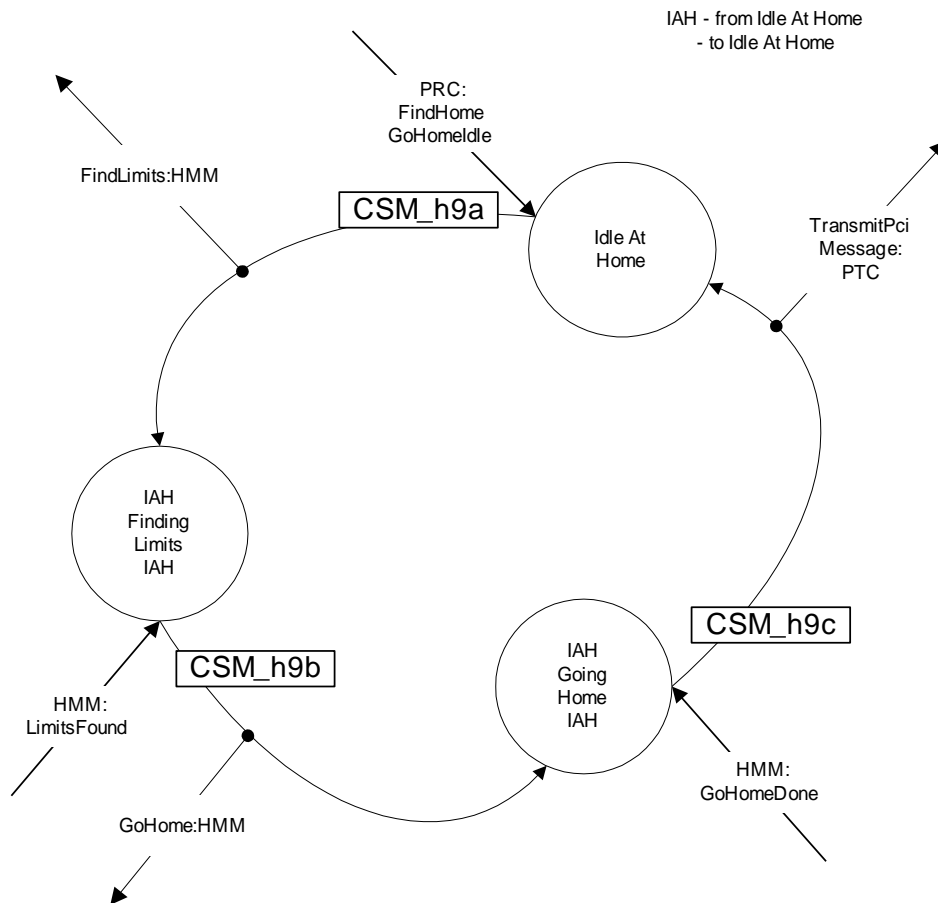 IAH - from Idle At Home
- to Idle At Home
PRC:
FindHome
GoHomeIdle
FindLimits:HMM
CSM_h9a
Idle At
Home
TransmitPci
Message:
PTC
IAH
Finding
Limits
IAH
CSM_h9b
HMM:
LimitsFound
IAH
Going
Home
IAH
CSM_h9c
HMM:
GoHomeDone
GoHome:HMM